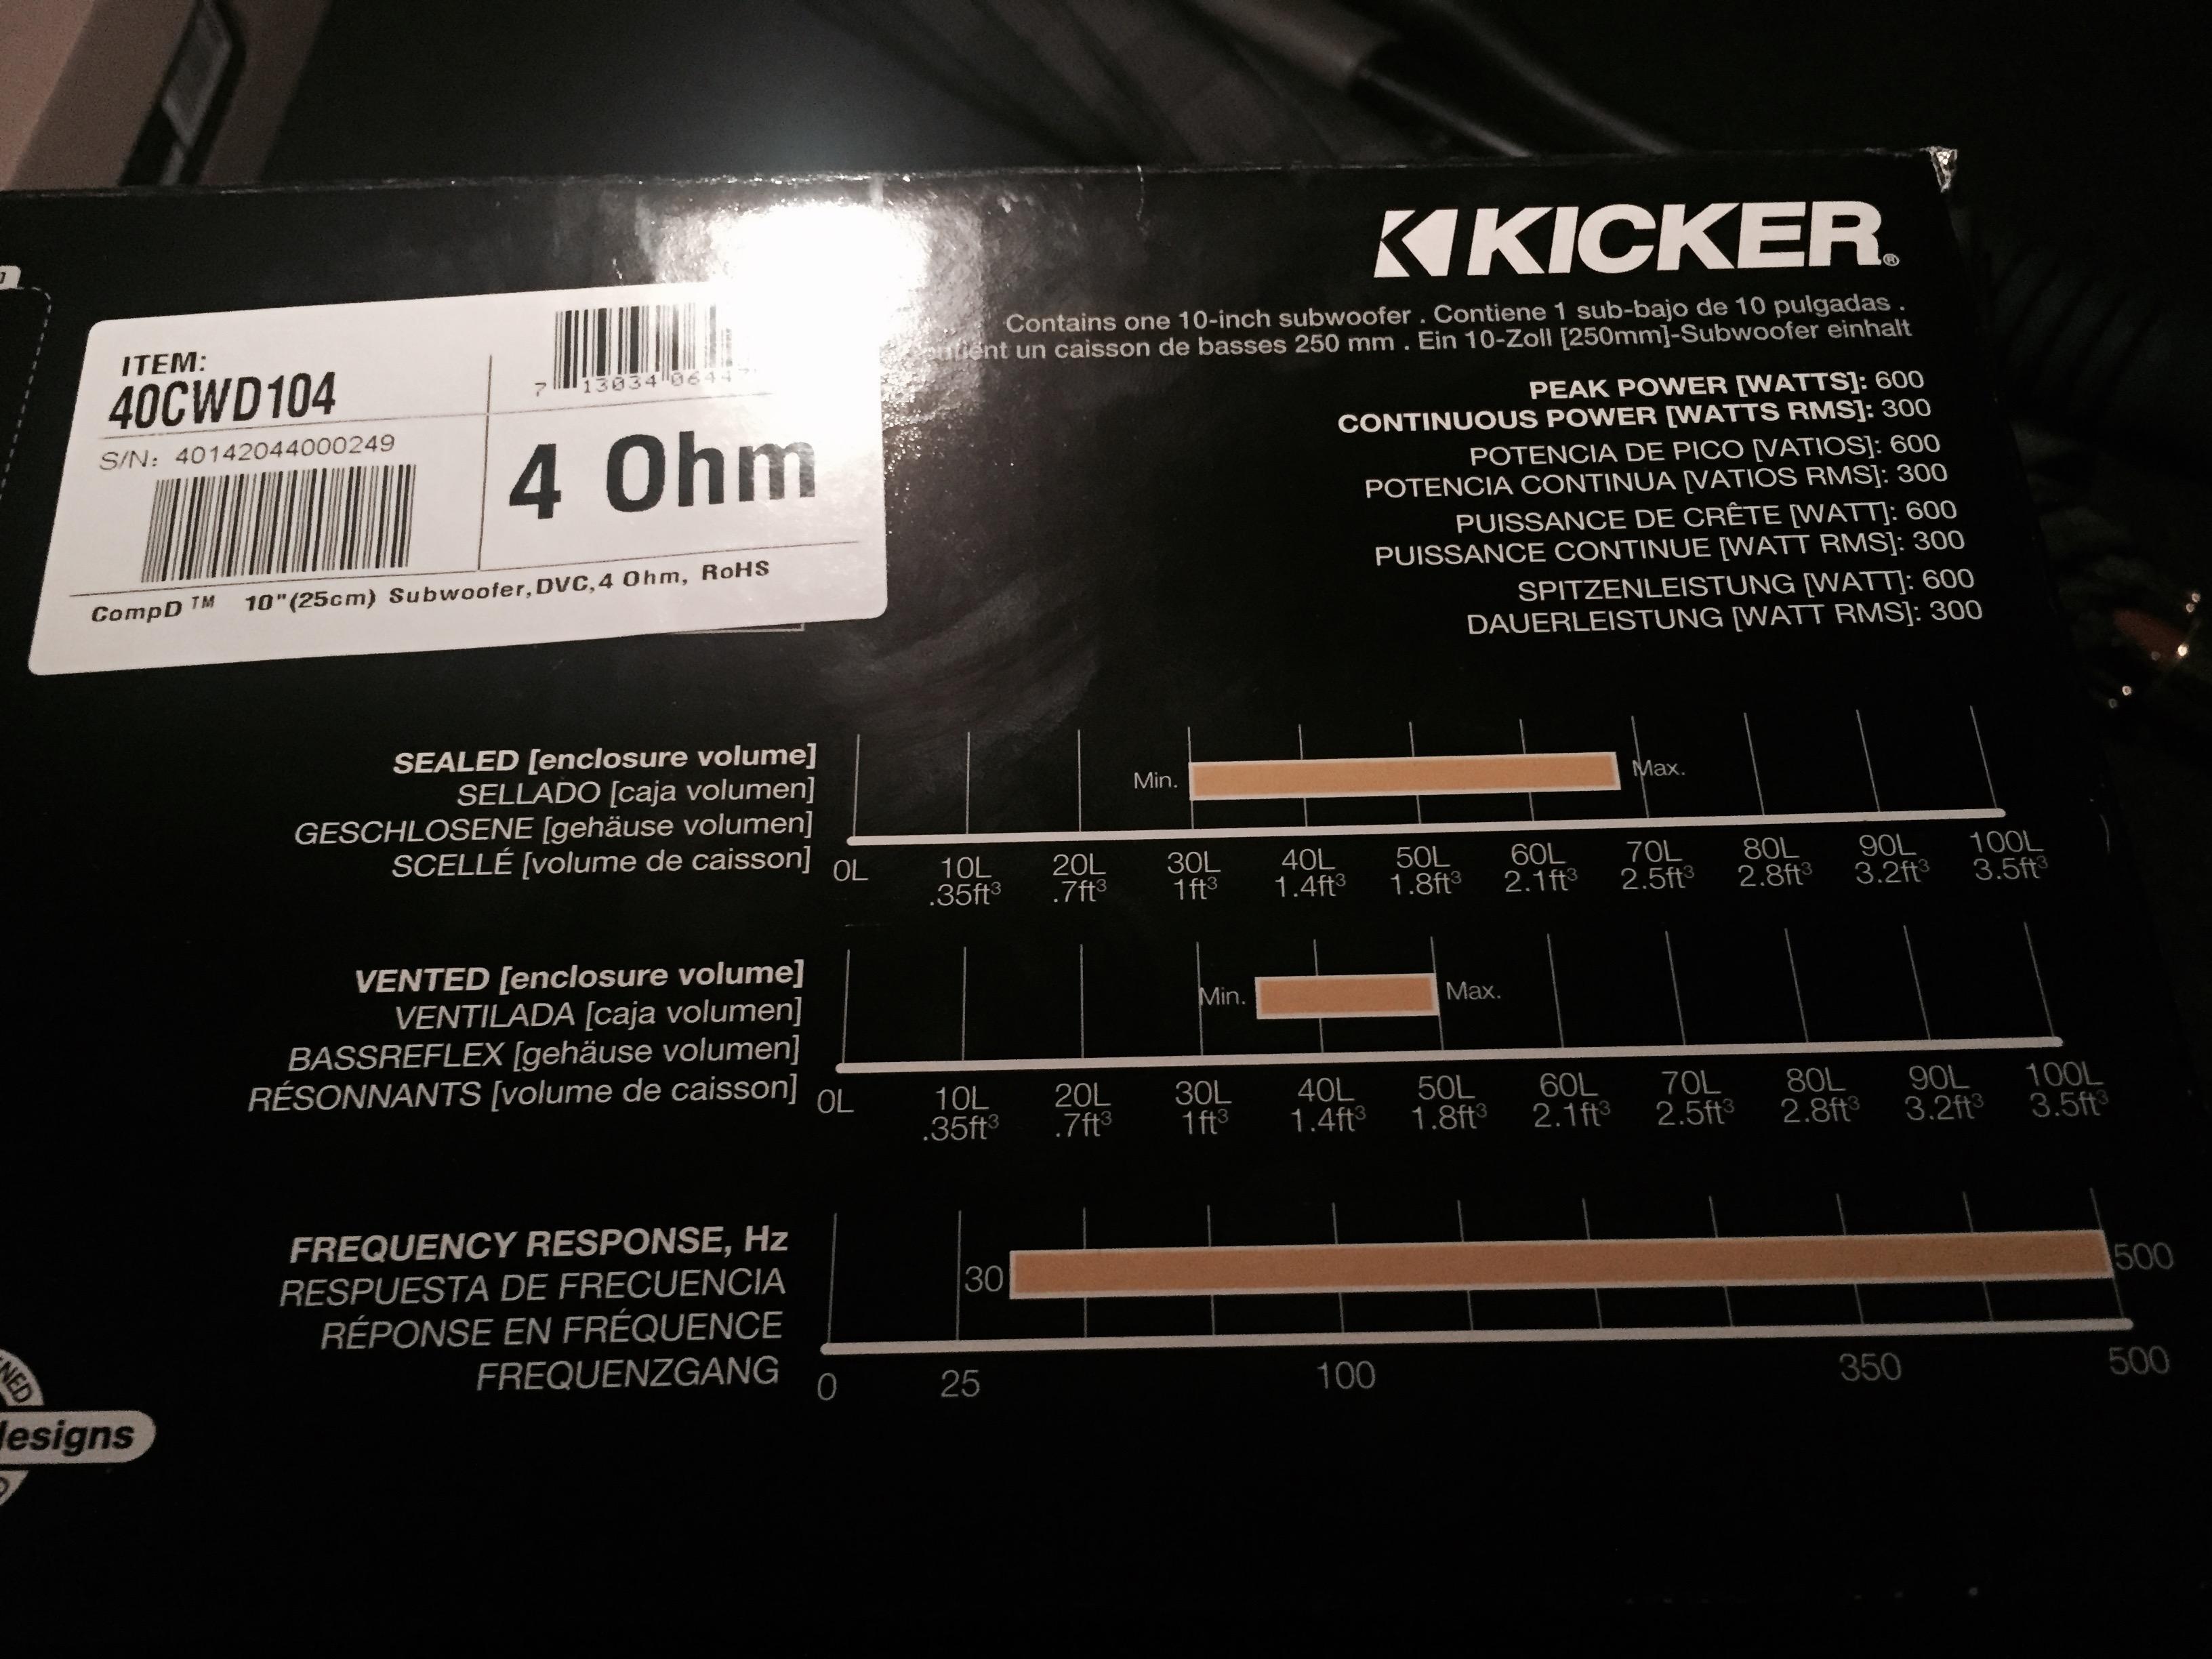 KICKER®
Contains one 10-inch subwoofer . Contiene 1 sub-bajo de 10 pulgadas .
un caisson de basses 250 mm . Ein 10-Zoll [250mm]-Subwoofer einhalt
ITEM:
40CWD104
S/N: 40142044000249
7 13034 0644
4 Ohm
CompD™ 10"(25cm) Subwoofer,DVC,4 Ohm, RoHS
PEAK POWER [WATTS]: 600
CONTINUOUS POWER [WATTS RMS]: 300
POTENCIA DE PICO [VATIOS]: 600
POTENCIA CONTINUA [VATIOS RMS]: 300
PUISSANCE DE CRÊTE [WATT]: 600
PUISSANCE CONTINUE [WATT RMS]: 300
SPITZENLEISTUNG [WATT]: 600
DAUERLEISTUNG [WATT RMS]: 300
SEALED [enclosure volume]
SELLADO [caja volumen]
GESCHLOSENE [gehäuse volumen]
SCELLÉ [volume de caisson]
Min. Max.
0L 10L 20L 30L 40L 50L 60L 70L 80L 90L 100L
.35ft³ .7ft³ 1ft³ 1.4ft³ 1.8ft³ 2.1ft³ 2.5ft³ 2.8ft³ 3.2ft³ 3.5ft³
VENTED [enclosure volume]
VENTILADA [caja volumen]
BASSREFLEX [gehäuse volumen]
RÉSONNANTS [volume de caisson]
Min. Max.
0L 10L 20L 30L 40L 50L 60L 70L 80L 90L 100L
.35ft³ .7ft³ 1ft³ 1.4ft³ 1.8ft³ 2.1ft³ 2.5ft³ 2.8ft³ 3.2ft³ 3.5ft³
FREQUENCY RESPONSE, Hz
RESPUESTA DE FRECUENCIA
RÉPONSE EN FRÉQUENCE
FREQUENZGANG
30 500
0 25 100 350 500
esigns